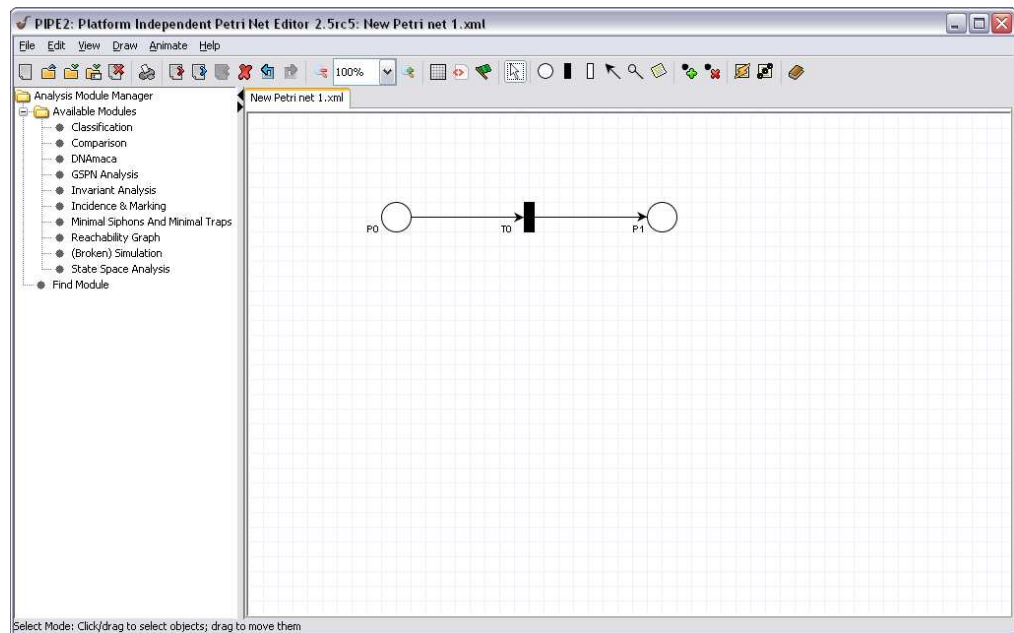 PIPE2: Platform Independent Petri Net Editor 2.5rc5: New Petri net 1.xml
File Edit View Draw Animate Help
100%
Analysis Module Manager
Available Modules
Classification
Comparison
DNAmaca
GSPN Analysis
Invariant Analysis
Incidence & Marking
Minimal Siphons And Minimal Traps
Reachability Graph
(Broken) Simulation
State Space Analysis
Find Module
New Petri net 1.xml
P0 T0 P1
Select Mode: Click/drag to select objects; drag to move them